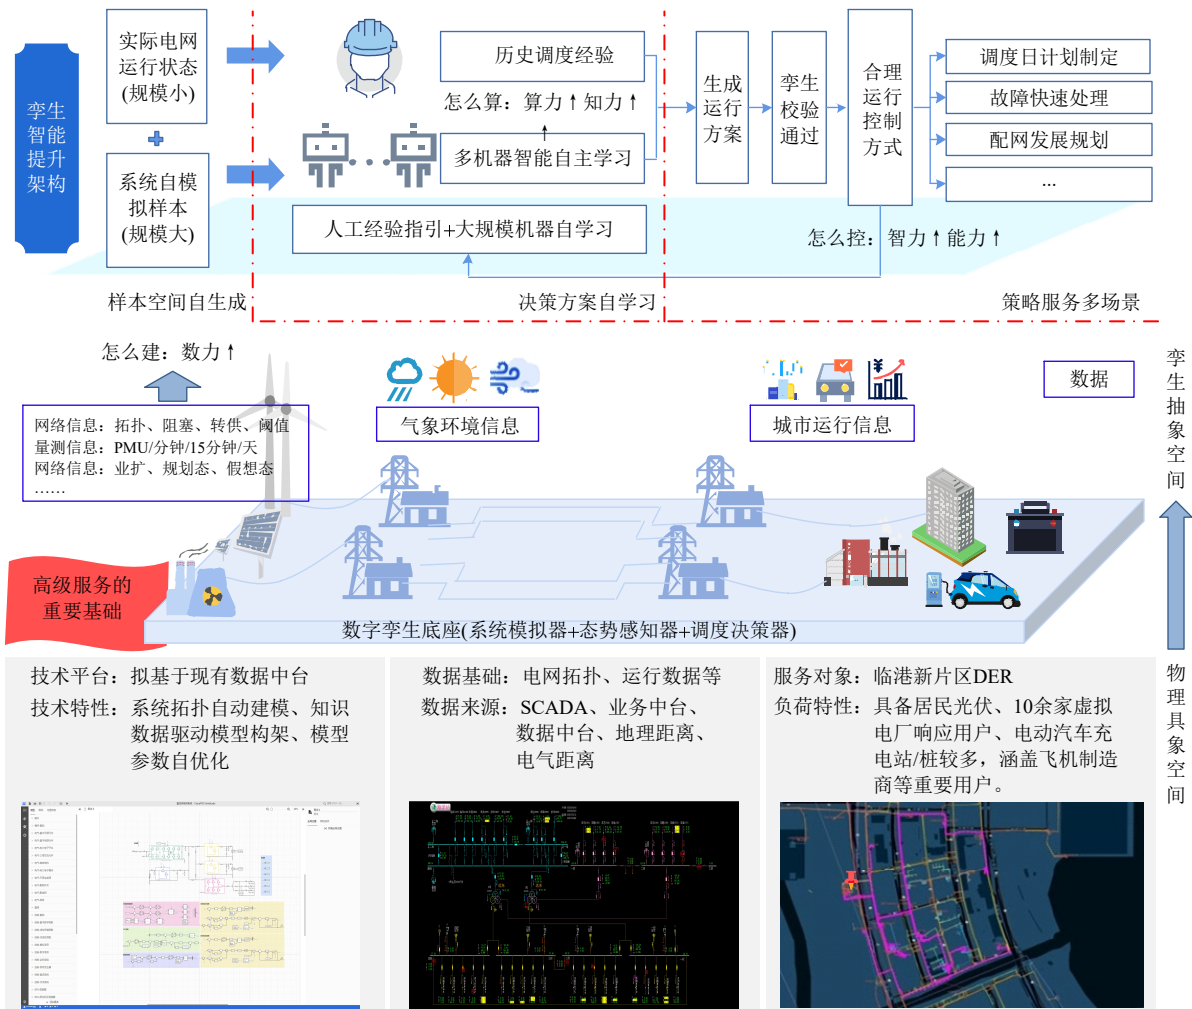 孪生
智能
提升
架构
实际电网
运行状态
(规模小)
系统自模
拟样本
(规模大)
历史调度经验
怎么算：算力↑知力↑
多机器智能自主学习
人工经验指引+大规模机器自学习
生成
运行
方案
孪生
校验
通过
合理
运行
控制
方式
调度日计划制定
故障快速处理
配网发展规划
...
怎么控：智力↑能力↑
样本空间自生成
决策方案自学习
策略服务多场景
怎么建：数力↑
网络信息：拓扑、阻塞、转供、阈值
量测信息：PMU/分钟/15分钟/天
网络信息：业扩、规划态、假想态
……
气象环境信息
城市运行信息
数据
孪生抽象空间
物理具象空间
高级服务的
重要基础
数字孪生底座(系统模拟器+态势感知器+调度决策器)
技术平台：拟基于现有数据中台
技术特性：系统拓扑自动建模、知识
数据驱动模型构架、模型
参数自优化
数据基础：电网拓扑、运行数据等
数据来源：SCADA、业务中台、
数据中台、地理距离、
电气距离
服务对象：临港新片区DER
负荷特性：具备居民光伏、10余家虚拟
电厂响应用户、电动汽车充
电站/桩较多，涵盖飞机制造
商等重要用户。